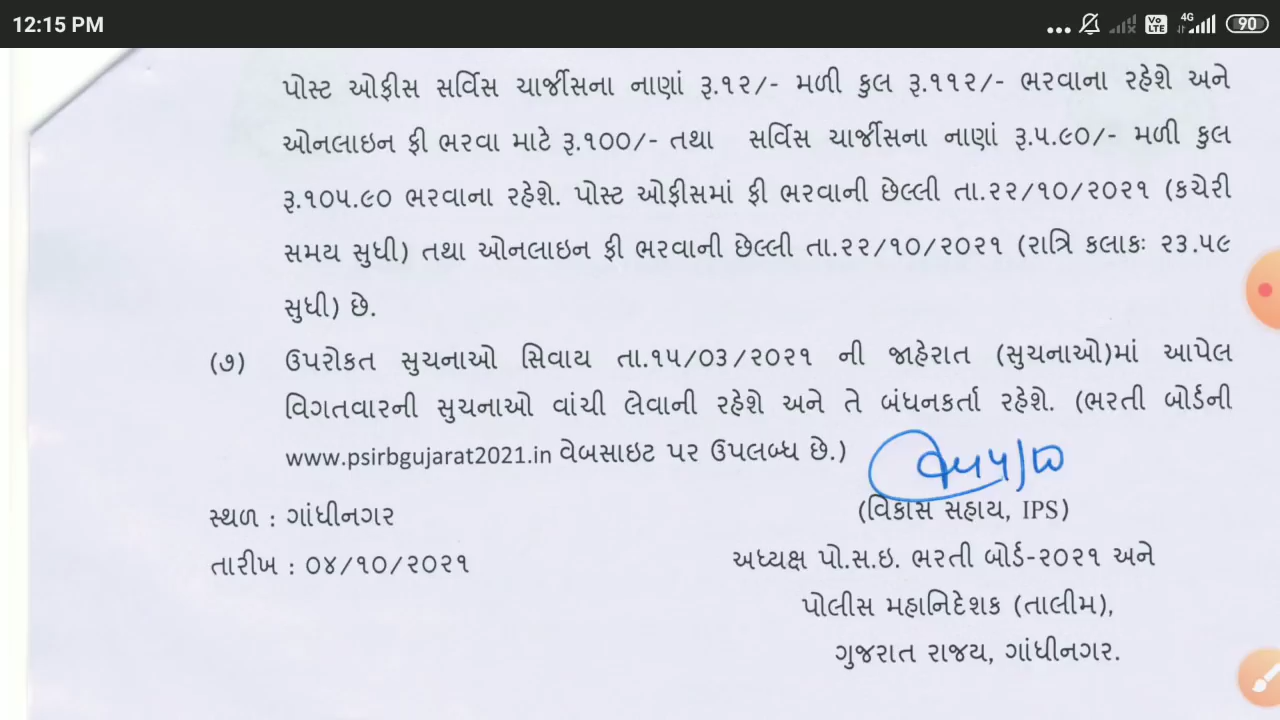 12:15 PM
Vo LTE 4G 90
પોસ્ટ ઓફીસ સર્વિસ ચાર્જીસના નાણાં રૂ.૧૨/- મળી કુલ રૂ.૧૧૨/- ભરવાના રહેશે અને
ઓનલાઇન ફી ભરવા માટે રૂ.૧૦૦/- તથા સર્વિસ ચાર્જીસના નાણાં રૂ.૫.૯૦/- મળી કુલ
રૂ.૧૦૫.૯૦ ભરવાના રહેશે. પોસ્ટ ઓફીસમાં ફી ભરવાની છેલ્લી તા.૨૨/૧૦/૨૦૨૧ (કચેરી
સમય સુધી) તથા ઓનલાઇન ફી ભરવાની છેલ્લી તા.૨૨/૧૦/૨૦૨૧ (રાત્રિ કલાકઃ ૨૩.૫૯
સુધી) છે.
(૭) ઉપરોકત સુચનાઓ સિવાય તા.૧૫/૦૩/૨૦૨૧ ની જાહેરાત (સુચનાઓ)માં આપેલ
વિગતવારની સુચનાઓ વાંચી લેવાની રહેશે અને તે બંધનકર્તા રહેશે. (ભરતી બોર્ડની
www.psirbgujarat2021.in વેબસાઇટ પર ઉપલબ્ધ છે.)
(વિકાસ સહાય, IPS)
સ્થળ : ગાંધીનગર
તારીખ : ૦૪/૧૦/૨૦૨૧
અધ્યક્ષ પો.સ.ઇ. ભરતી બોર્ડ-૨૦૨૧ અને
પોલીસ મહાનિદેશક (તાલીમ),
ગુજરાત રાજય, ગાંધીનગર.